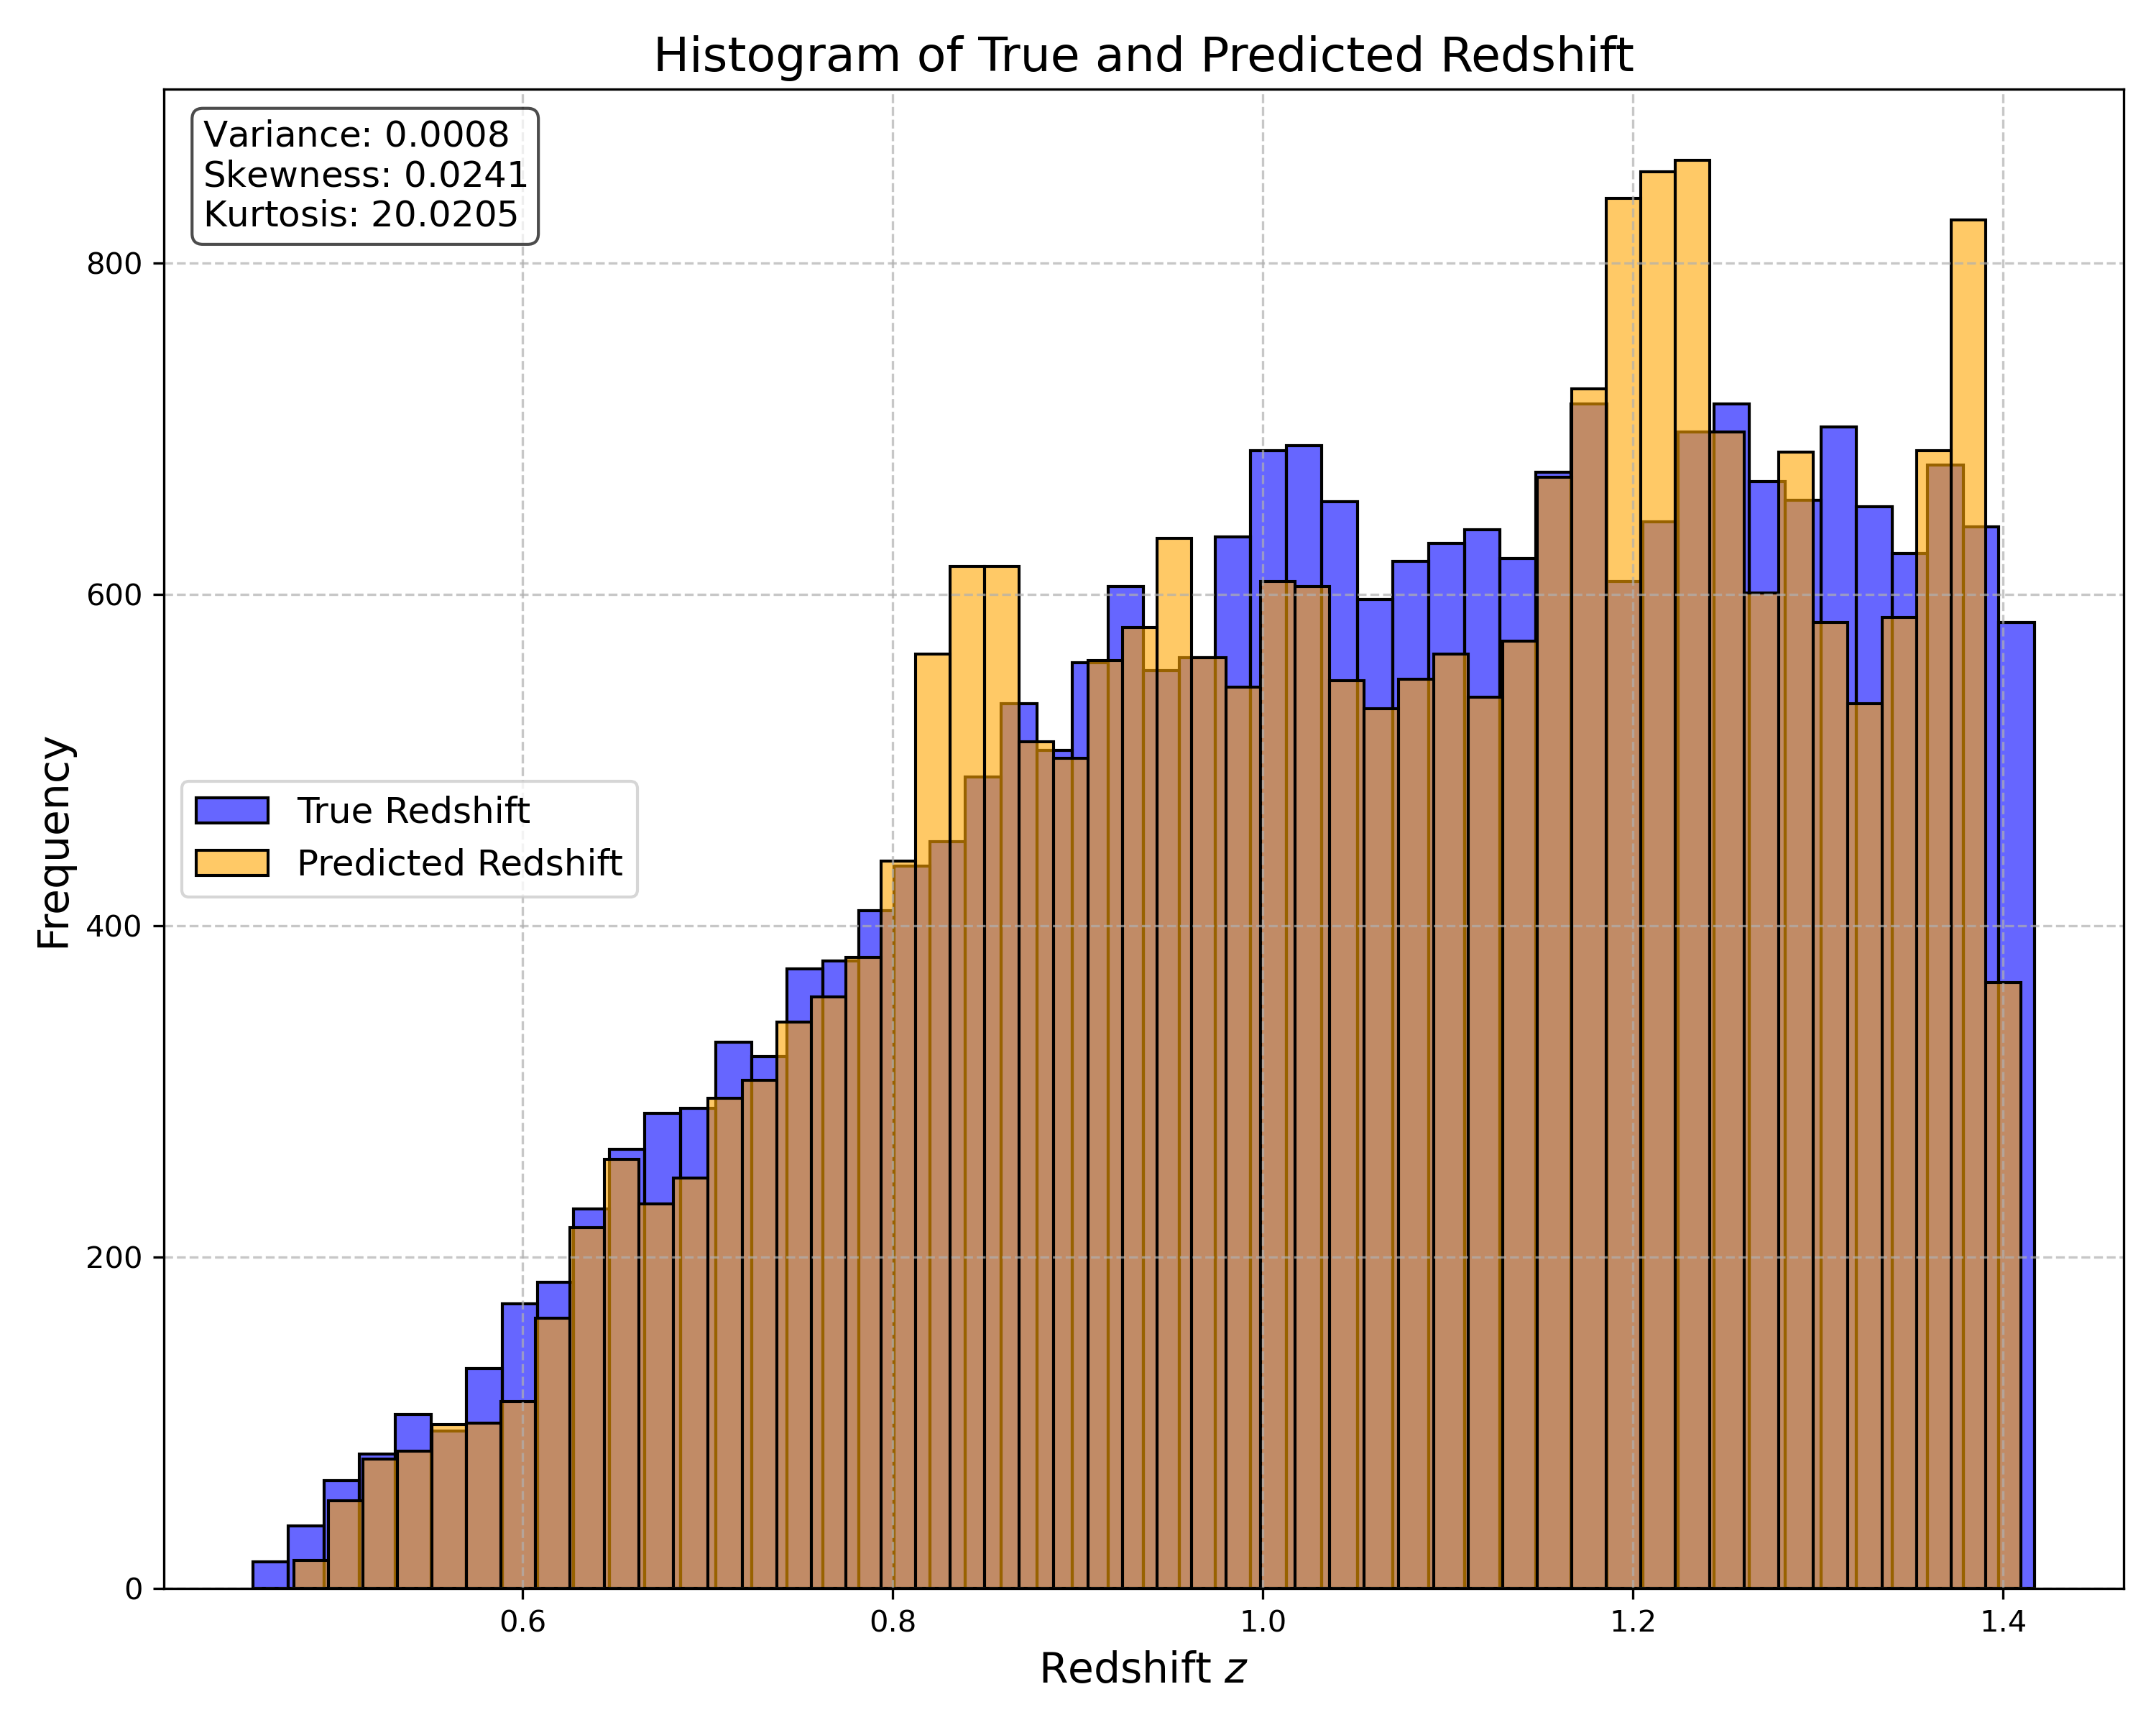 Histogram of True and Predicted Redshift
Variance: 0.0008
Skewness: 0.0241
Kurtosis: 20.0205
800
600
400
200
0
Frequency
True Redshift
Predicted Redshift
0.6
0.8
1.0
1.2
1.4
Redshift z